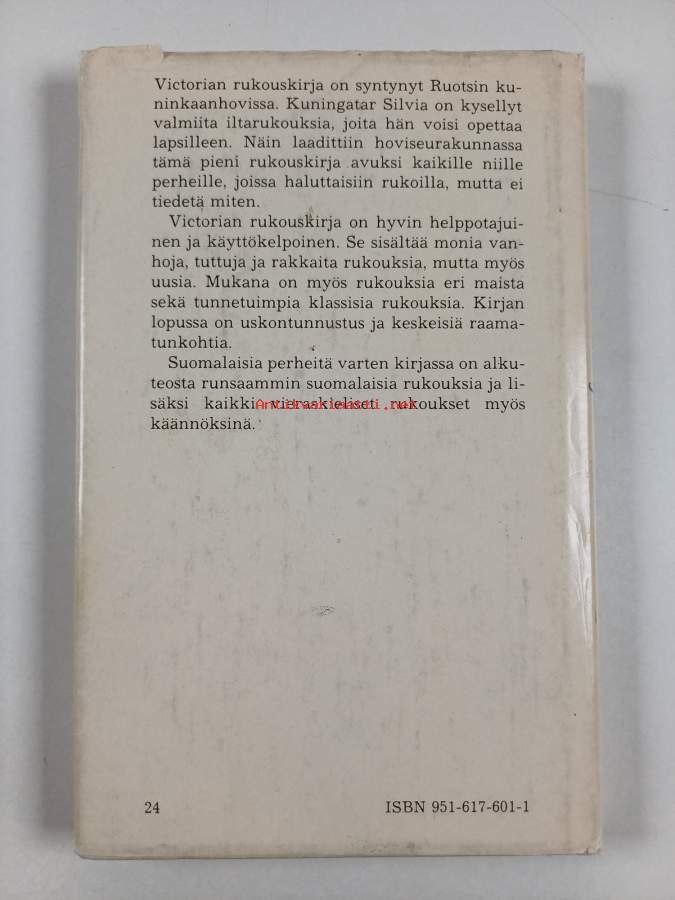 Victorian rukouskirja on syntynyt Ruotsin ku-
ninkaanhovissa. Kuningatar Silvia on kysellyt
valmiita iltarukouksia, joita hän voisi opettaa
lapsilleen. Näin laadittiin hoviseurakunnassa
tämä pieni rukouskirja avuksi kaikille niille
perheille, joissa haluttaisiin rukoilla, mutta ei
tiedetä miten.
Victorian rukouskirja on hyvin helppotajui-
nen ja käyttökelpoinen. Se sisältää monia van-
hoja, tuttuja ja rakkaita rukouksia, mutta myös
uusia. Mukana on myös rukouksia eri maista
sekä tunnetuimpia klassisia rukouksia. Kirjan
lopussa on uskontunnustus ja keskeisiä raama-
tunkohtia.
Suomalaisia perheitä varten kirjassa on alku-
teosta runsaammin suomalaisia rukouksia ja li-
säksi kaikki vieraskieliset rukoukset myös
Antikvariaatti.net
käännöksinä.
24
ISBN 951-617-601-1